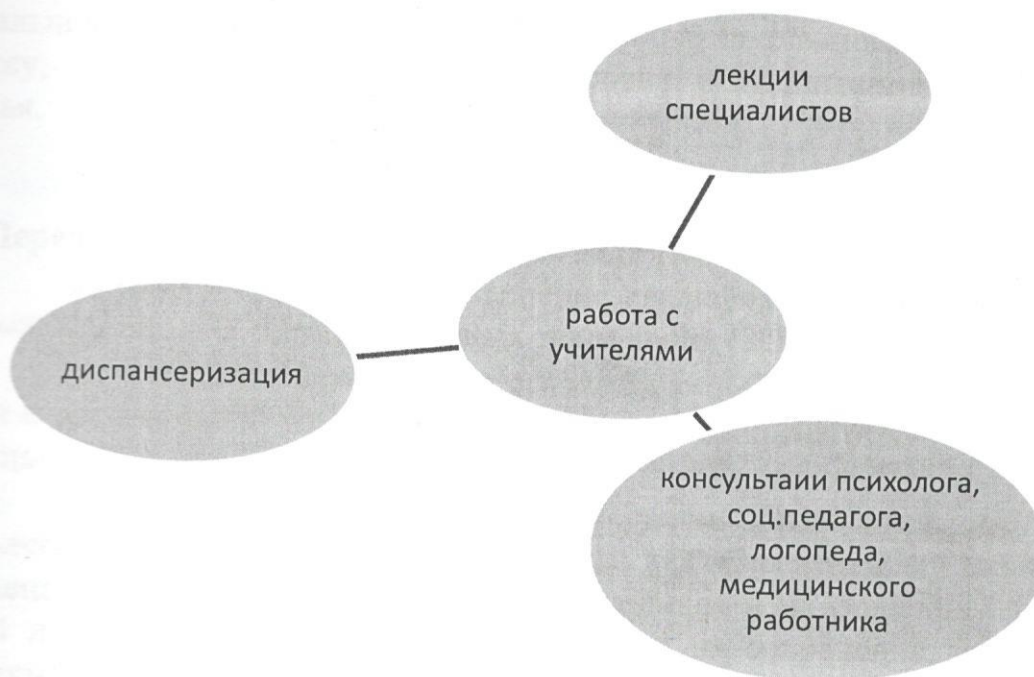 лекции
специалистов
работа с
учителями
диспансеризация
консультаии психолога,
соц.педагога,
логопеда,
медицинского
работника